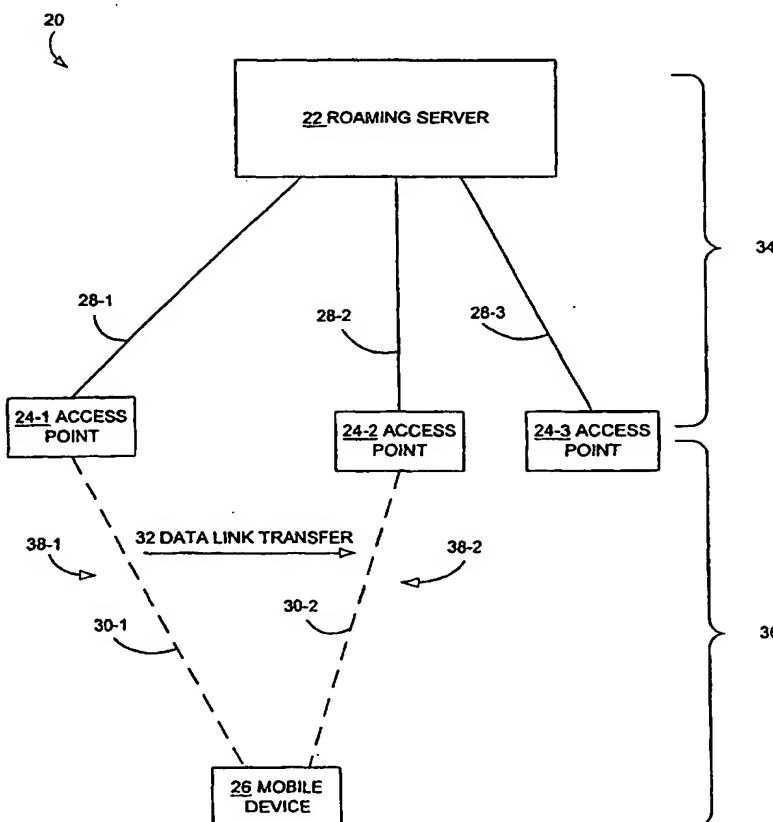 20
22 ROAMING SERVER
34
28-1
28-2
28-3
24-1 ACCESS
POINT
24-2 ACCESS
POINT
24-3 ACCESS
POINT
32 DATA LINK TRANSFER
38-1
38-2
30-1
30-2
36
26 MOBILE
DEVICE